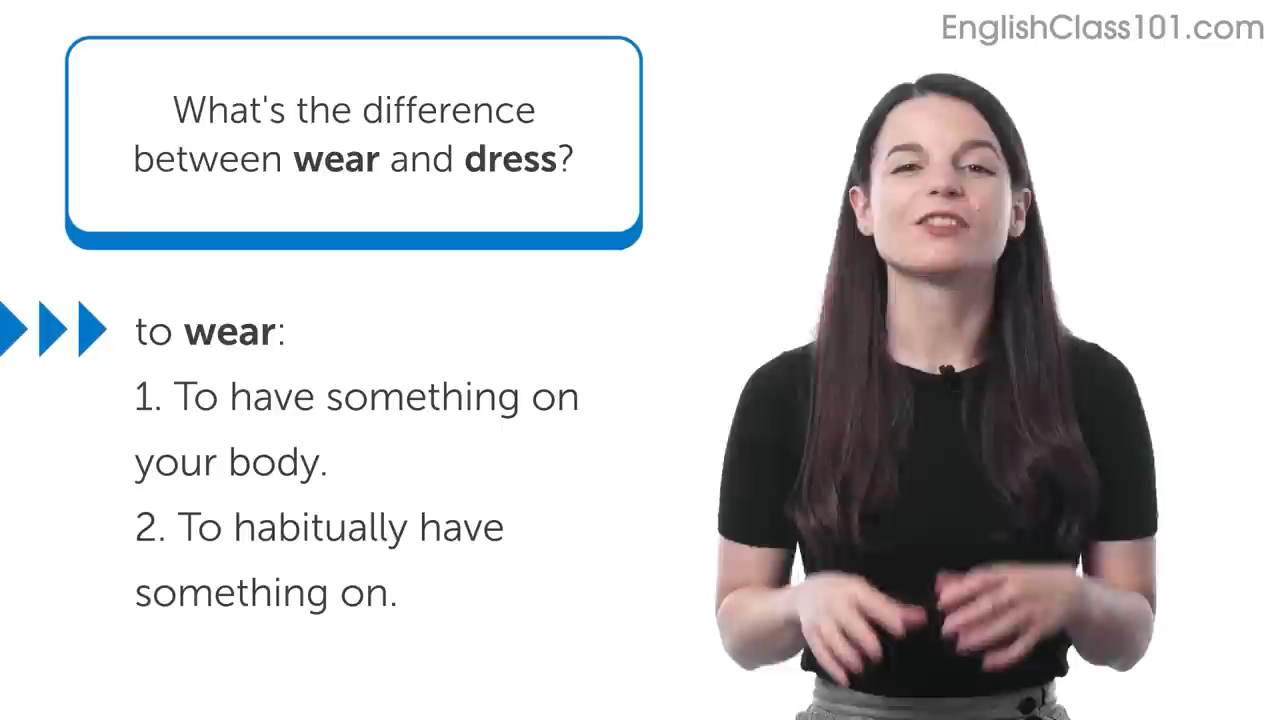 EnglishClass101.com
What's the difference
between wear and dress?
to wear:
1. To have something on
your body.
2. To habitually have
something on.